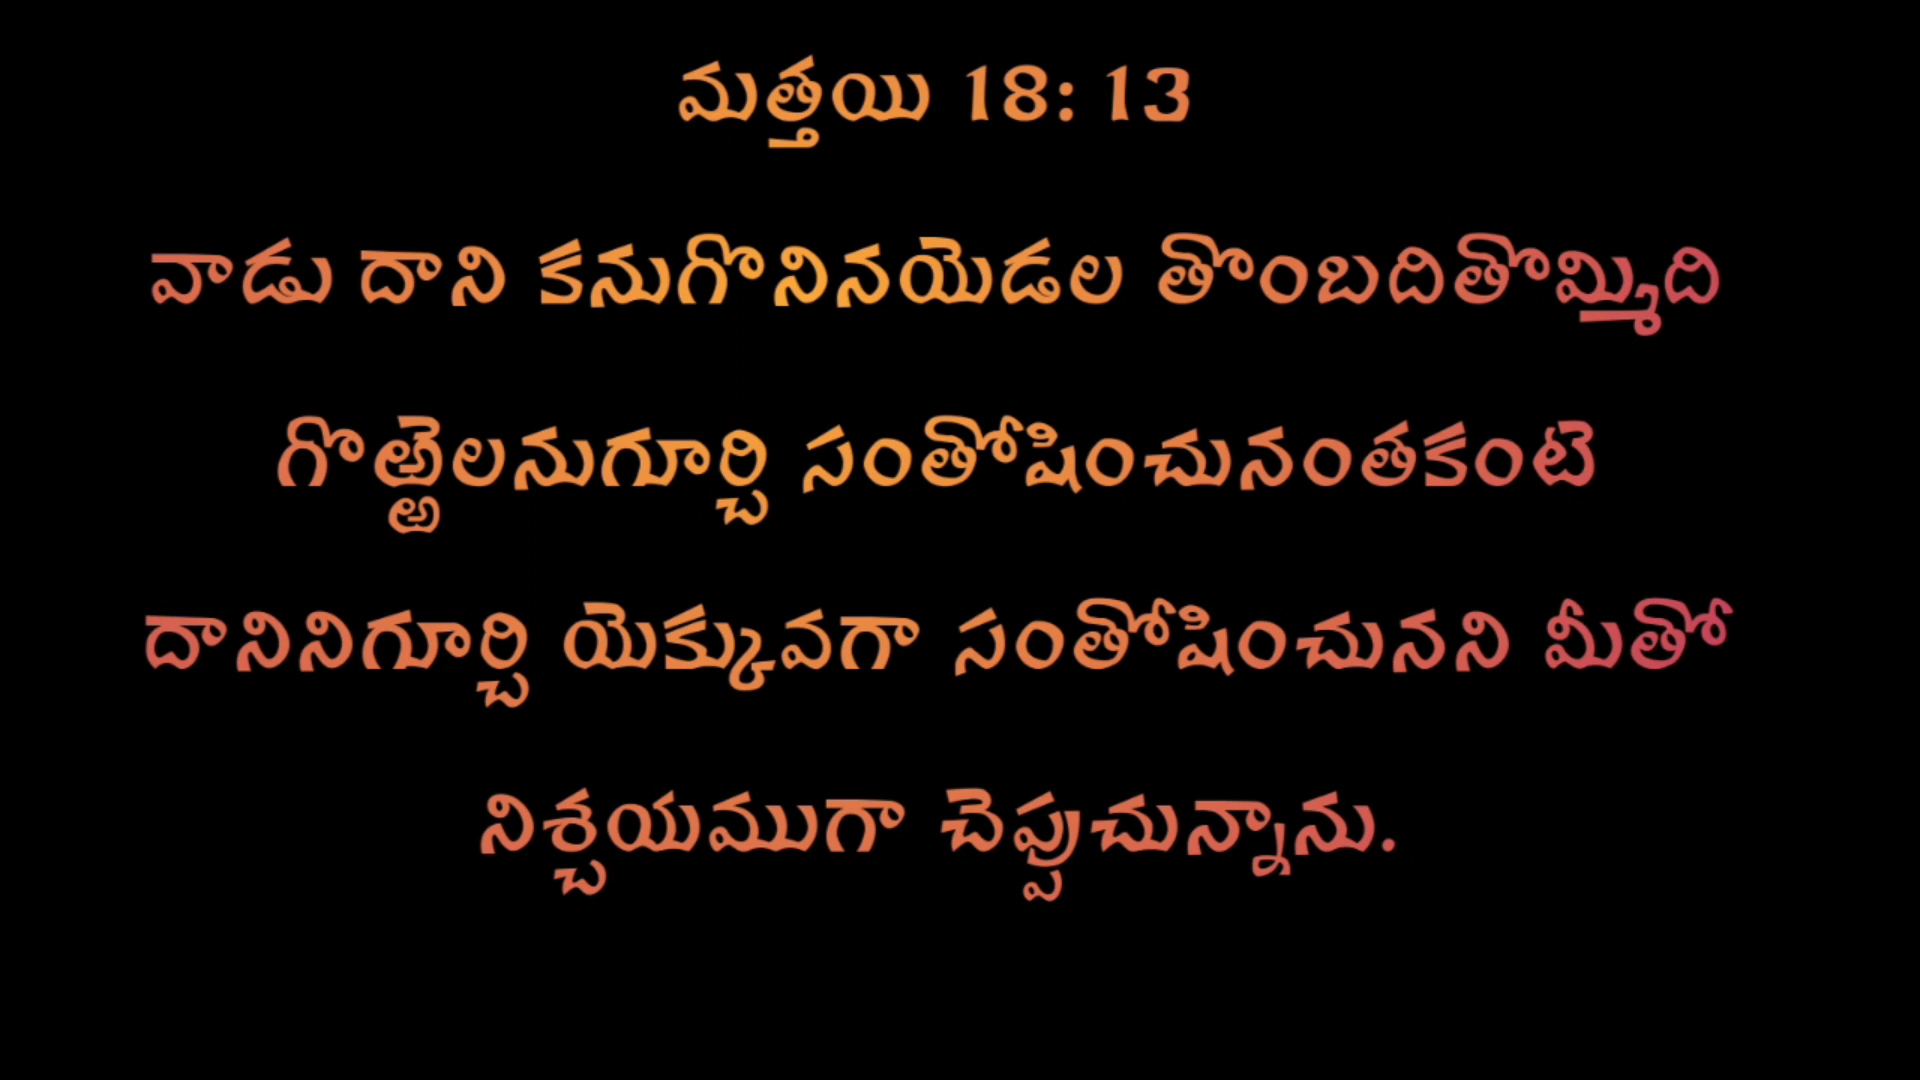 మత్తయి 18: 13
వాడు దాని కనుగొనినయెడల తొంబదితొమ్మిది
గొఱ్ఱెలనుగూర్చి సంతోషించునంతకంటె
దానినిగూర్చి యెక్కువగా సంతోషించునని మీతో
నిశ్చయముగా చెప్పుచున్నాను.